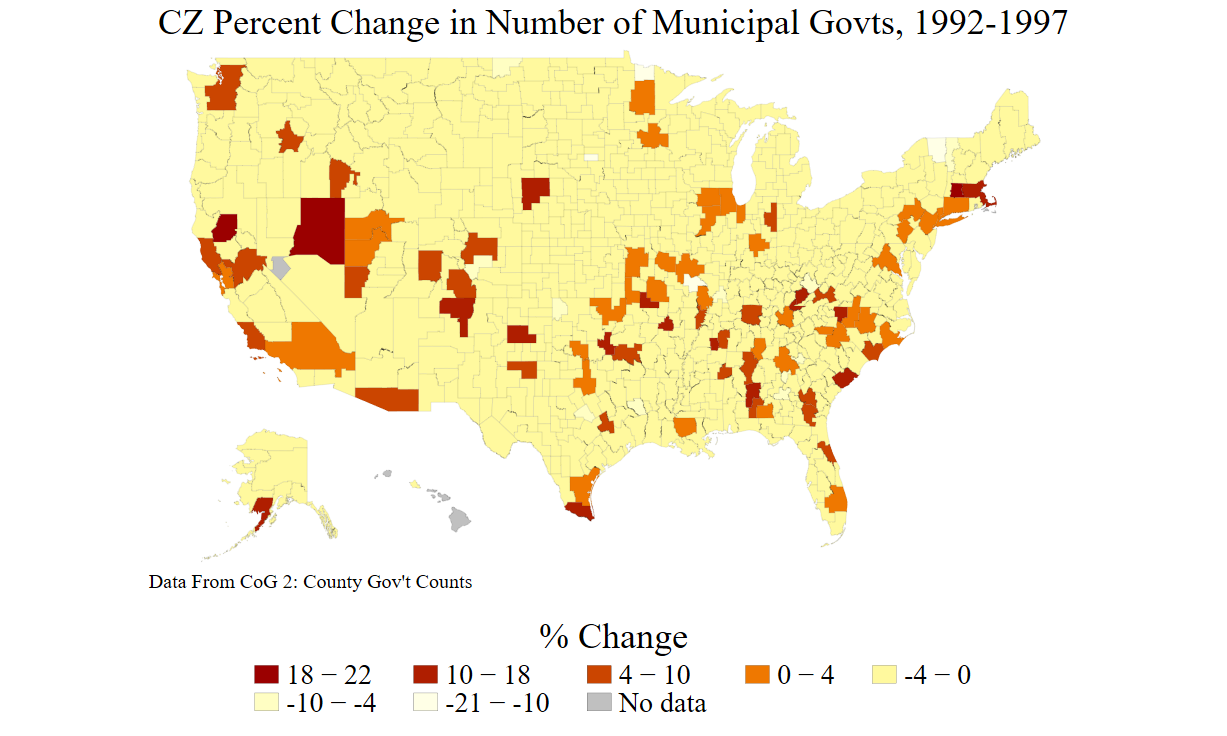 CZ Percent Change in Number of Municipal Govts, 1992-1997
Data From CoG 2: County Gov't Counts
% Change
18 − 22 10 − 18 4 − 10 0 − 4 -4 − 0
-10 − -4 -21 − -10 No data